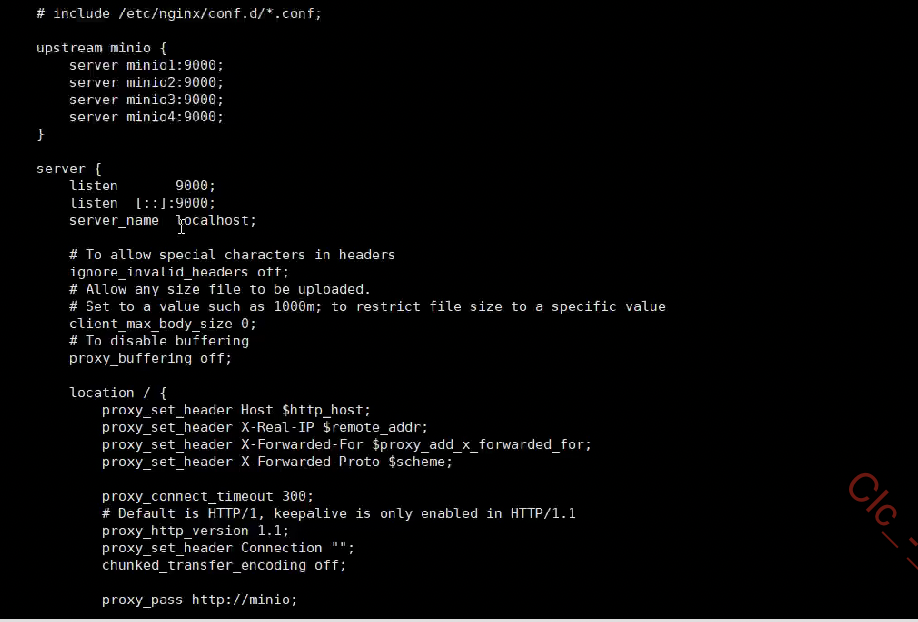 # include /etc/nginx/conf.d/*.conf;
upstream minio {
server minio1:9000;
server minio2:9000;
server minio3:9000;
server minio4:9000;
}
server {
listen       9000;
listen  [::]:9000;
server_name  localhost;
# To allow special characters in headers
ignore_invalid_headers off;
# Allow any size file to be uploaded.
# Set to a value such as 1000m; to restrict file size to a specific value
client_max_body_size 0;
# To disable buffering
proxy_buffering off;
location / {
proxy_set_header Host $http_host;
proxy_set_header X-Real-IP $remote_addr;
proxy_set_header X-Forwarded-For $proxy_add_x_forwarded_for;
proxy_set_header X-Forwarded-Proto $scheme;
proxy_connect_timeout 300;
# Default is HTTP/1, keepalive is only enabled in HTTP/1.1
proxy_http_version 1.1;
proxy_set_header Connection "";
chunked_transfer_encoding off;
proxy_pass http://minio;
Clc_